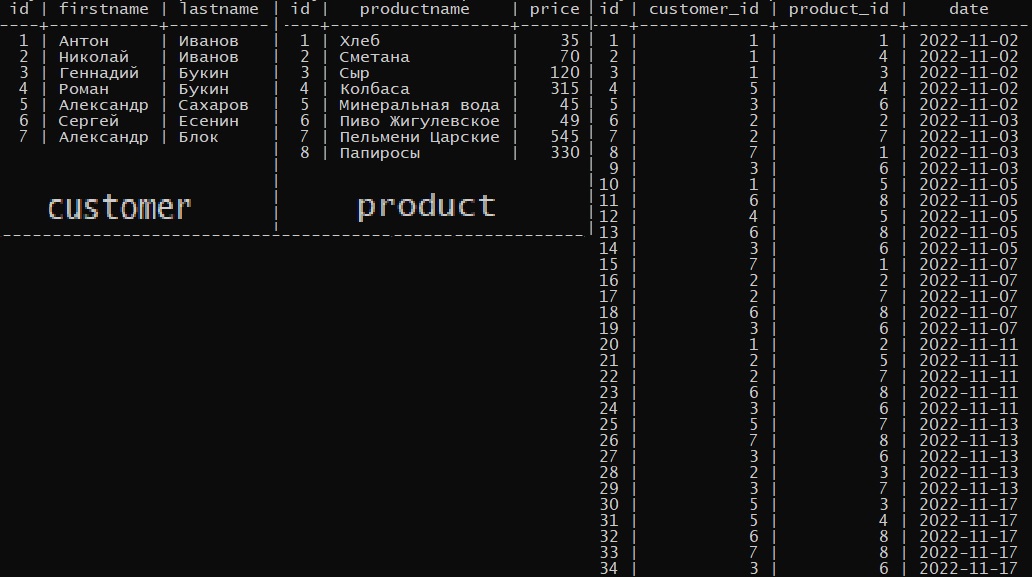 id | firstname | lastname | id | productname | price | id | customer_id | product_id | date
1 | Антон | Иванов | 1 | Хлеб | 35 | 1 | 1 | 1 | 2022-11-02
2 | Николай | Иванов | 2 | Сметана | 70 | 2 | 1 | 4 | 2022-11-02
3 | Геннадий | Букин | 3 | Сыр | 120 | 3 | 1 | 3 | 2022-11-02
4 | Роман | Букин | 4 | Колбаса | 315 | 4 | 5 | 4 | 2022-11-02
5 | Александр | Сахаров | 5 | Минеральная вода | 45 | 5 | 3 | 6 | 2022-11-02
6 | Сергей | Есенин | 6 | Пиво Жигулевское | 49 | 6 | 2 | 2 | 2022-11-03
7 | Александр | Блок | 7 | Пельмени Царские | 545 | 7 | 2 | 7 | 2022-11-03
8 | Папиросы | 330 | 8 | 7 | 1 | 2022-11-03
9 | 3 | 6 | 2022-11-03
10 | 1 | 5 | 2022-11-05
11 | 6 | 8 | 2022-11-05
customer product 12 | 4 | 5 | 2022-11-05
13 | 6 | 8 | 2022-11-05
14 | 3 | 6 | 2022-11-05
15 | 7 | 1 | 2022-11-07
16 | 2 | 2 | 2022-11-07
17 | 2 | 7 | 2022-11-07
18 | 6 | 8 | 2022-11-07
19 | 3 | 6 | 2022-11-07
20 | 1 | 2 | 2022-11-11
21 | 2 | 5 | 2022-11-11
22 | 2 | 7 | 2022-11-11
23 | 6 | 8 | 2022-11-11
24 | 3 | 6 | 2022-11-11
25 | 5 | 7 | 2022-11-13
26 | 7 | 8 | 2022-11-13
27 | 3 | 6 | 2022-11-13
28 | 2 | 3 | 2022-11-13
29 | 3 | 7 | 2022-11-13
30 | 5 | 3 | 2022-11-17
31 | 5 | 4 | 2022-11-17
32 | 6 | 8 | 2022-11-17
33 | 7 | 8 | 2022-11-17
34 | 3 | 6 | 2022-11-17